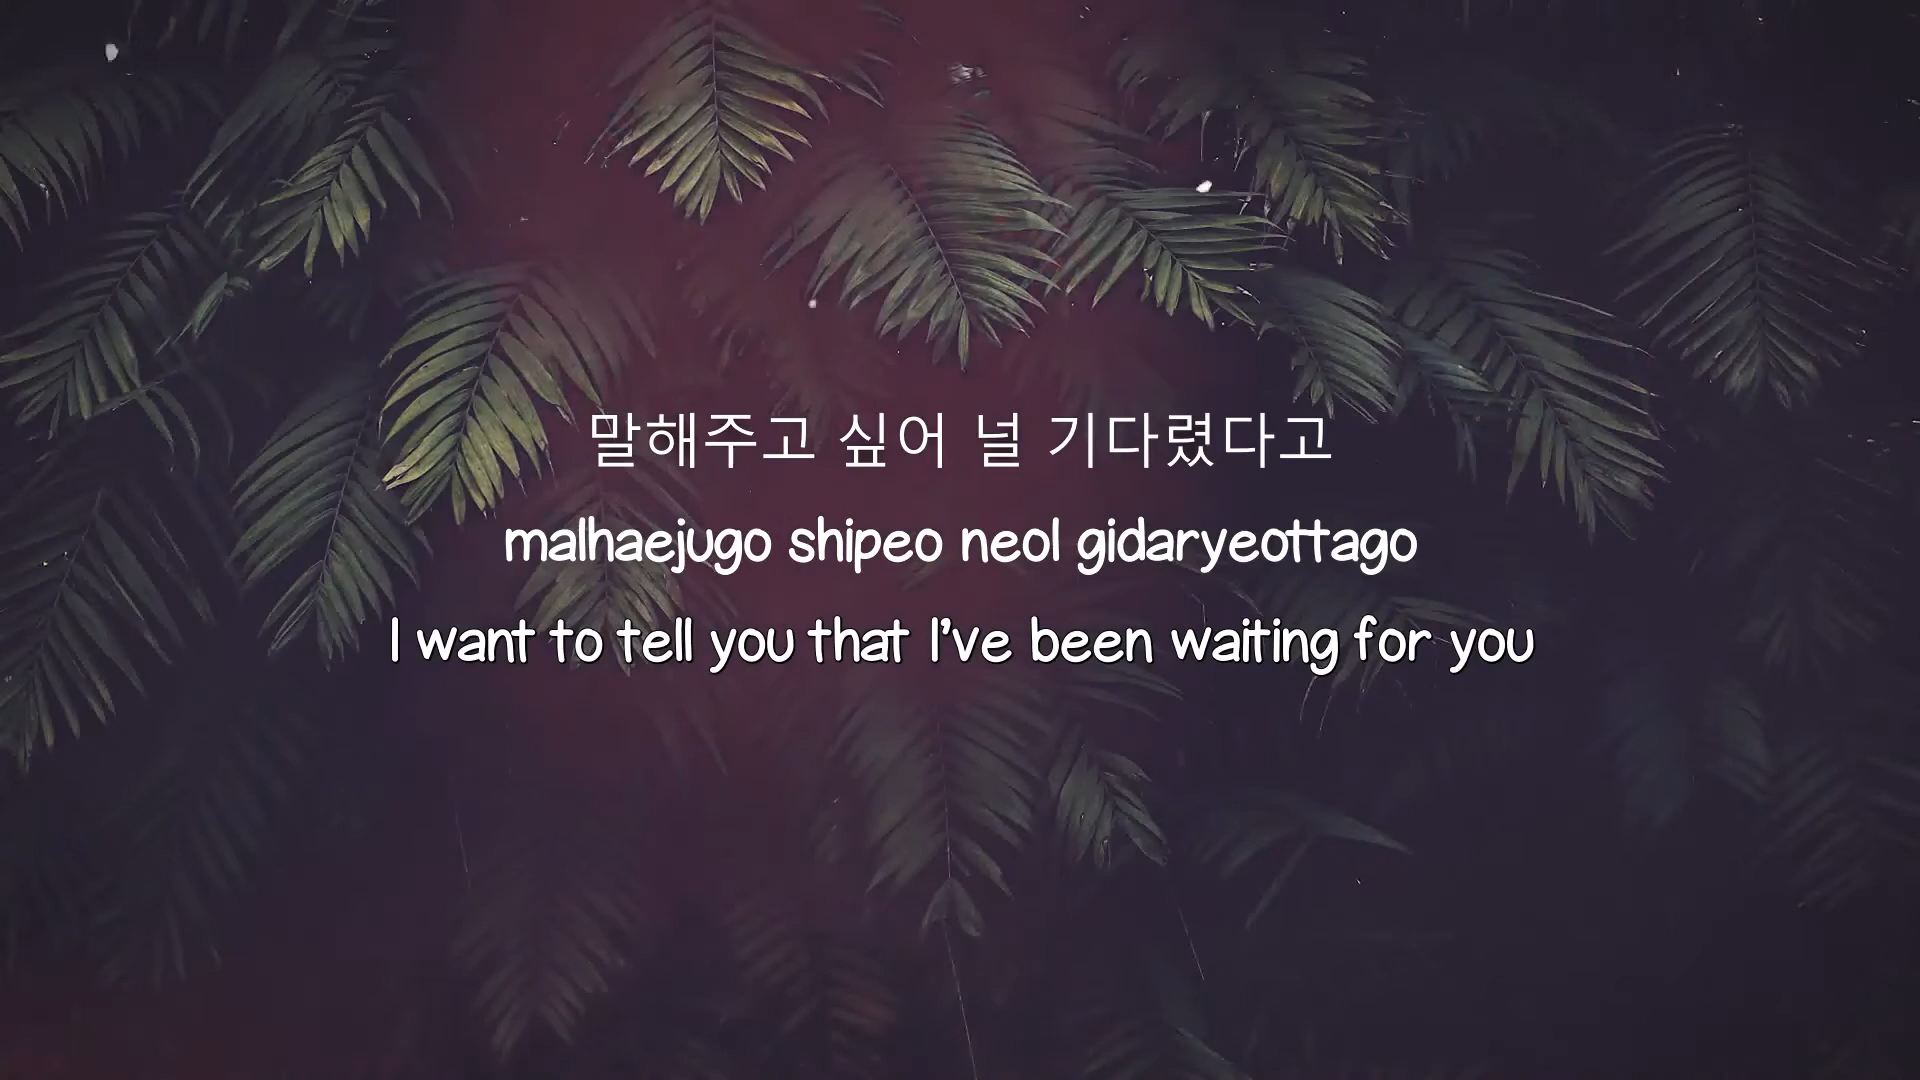 말해주고 싶어 널 기다렸다고
malhaejugo shipeo neol gidaryeottago
I want to tell you that I've been waiting for you